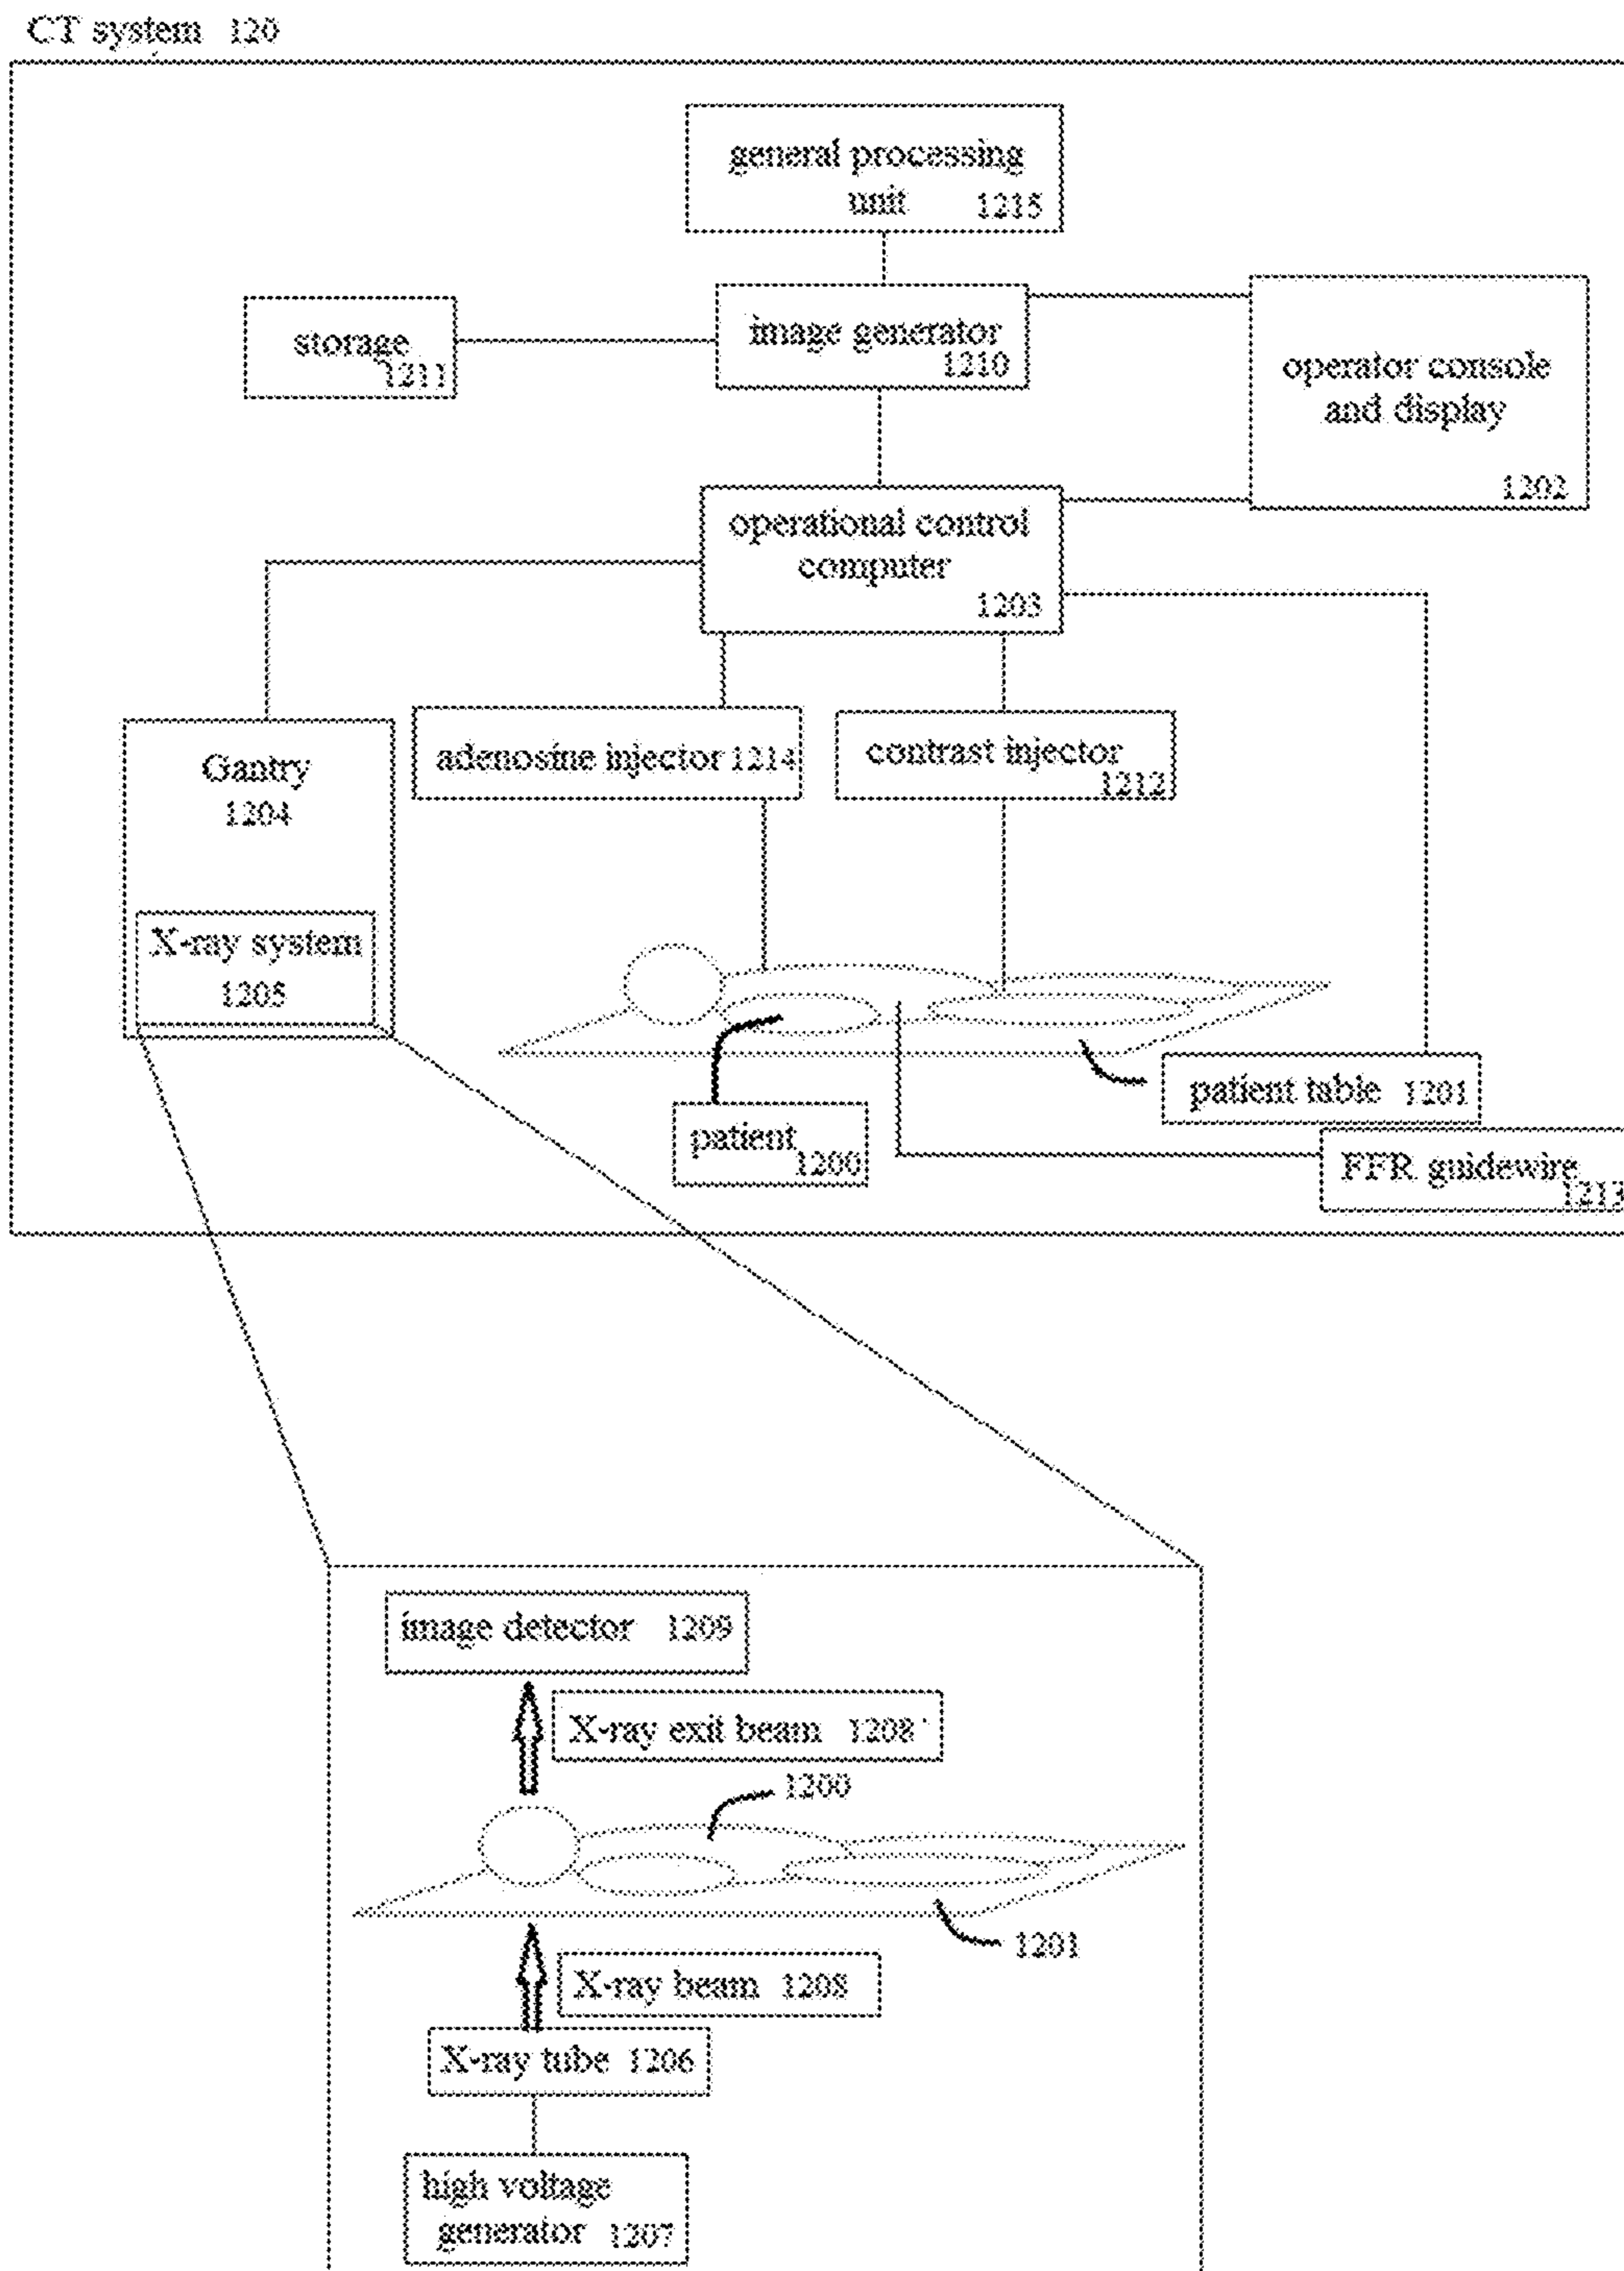 CT system 120
general processing
unit 1215
storage
1211
image generator
1210
operator console
and display
1202
operational control
computer
1203
Gantry
1204
adenosine injector 1214
contrast injector
1212
X-ray system
1205
patient table 1201
patient
1200
FFR guidewire
1213
image detector 1209
X-ray exit beam 1208'
1200
1201
X-ray beam 1208
X-ray tube 1206
high voltage
generator 1207